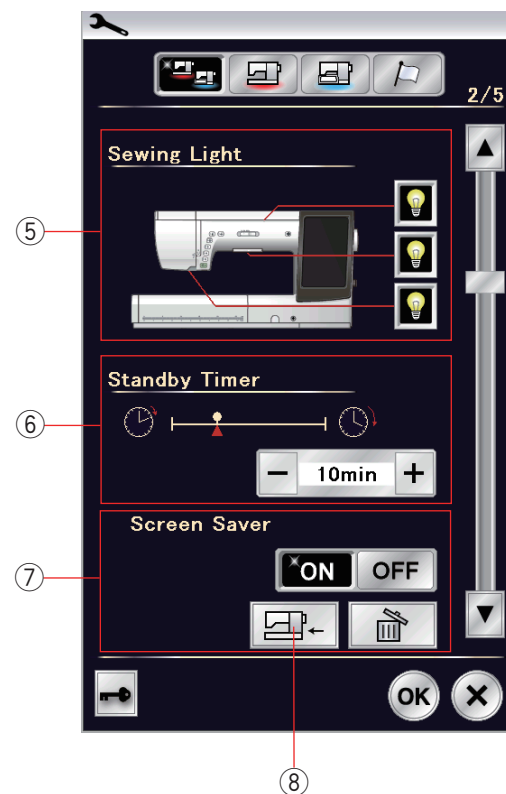 2/5
Sewing Light
⑤
Standby Timer
⑥
− 10min +
Screen Saver
ON OFF
⑦
OK
⑧